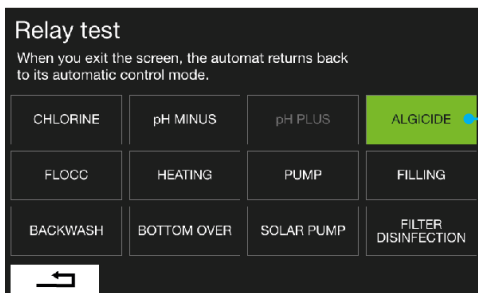 Relay test
When you exit the screen, the automat returns back
to its automatic control mode.
CHLORINE
pH MINUS
pH PLUS
ALGICIDE
FLOCC
HEATING
PUMP
FILLING
BACKWASH
BOTTOM OVER
SOLAR PUMP
FILTER
DISINFECTION